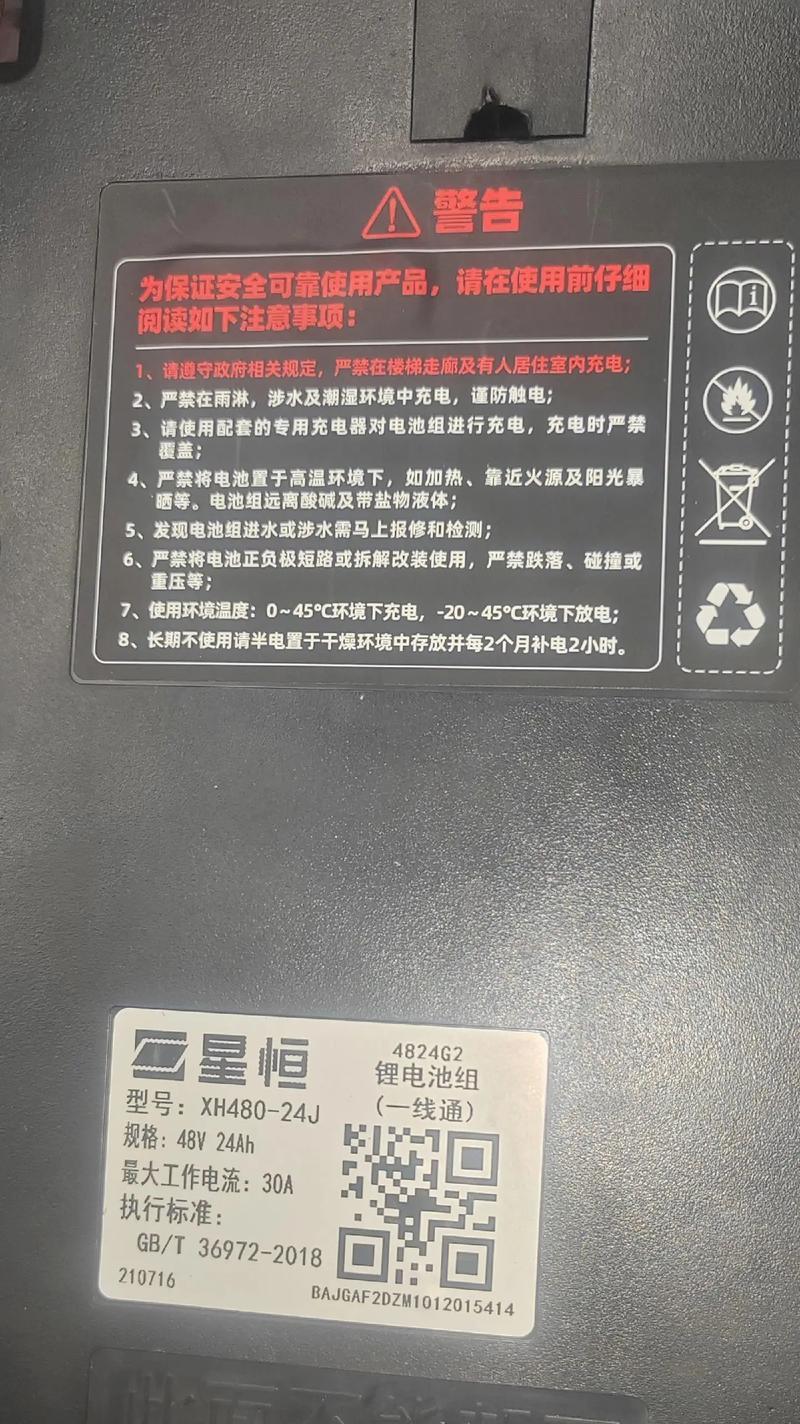 警告
为保证安全可靠使用产品，请在使用前仔细
阅读如下注意事项：
1、请遵守政府相关规定，严禁在楼梯走廊及有人居住室内充电；
2、严禁在雨淋，涉水及潮湿环境中充电，谨防触电；
3、请使用配套的专用充电器对电池组进行充电，充电时严禁
覆盖；
4、严禁将电池置于高温环境下，如加热、靠近火源及阳光暴
晒等。电池组远离酸碱及带盐物液体；
5、发现电池组进水或涉水需马上报修和检测；
6、严禁将电池正负极短路或拆解改装使用，严禁跌落、碰撞或
重压等；
7、使用环境温度：0～45℃环境下充电，-20～45℃环境下放电；
8、长期不使用请半电置于干燥环境中存放并每2个月补电2小时。
星恒
4824G2
锂电池组
（一线通）
型号：XH480-24J
规格：48V 24Ah
最大工作电流：30A
执行标准：
GB/T 36972-2018
210716
BAJGAF2DZM1012015414